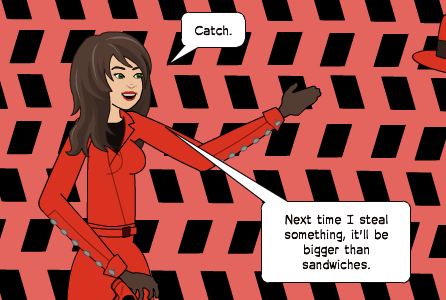 Catch.
Next time I steal
something, it'll be
bigger than
sandwiches.